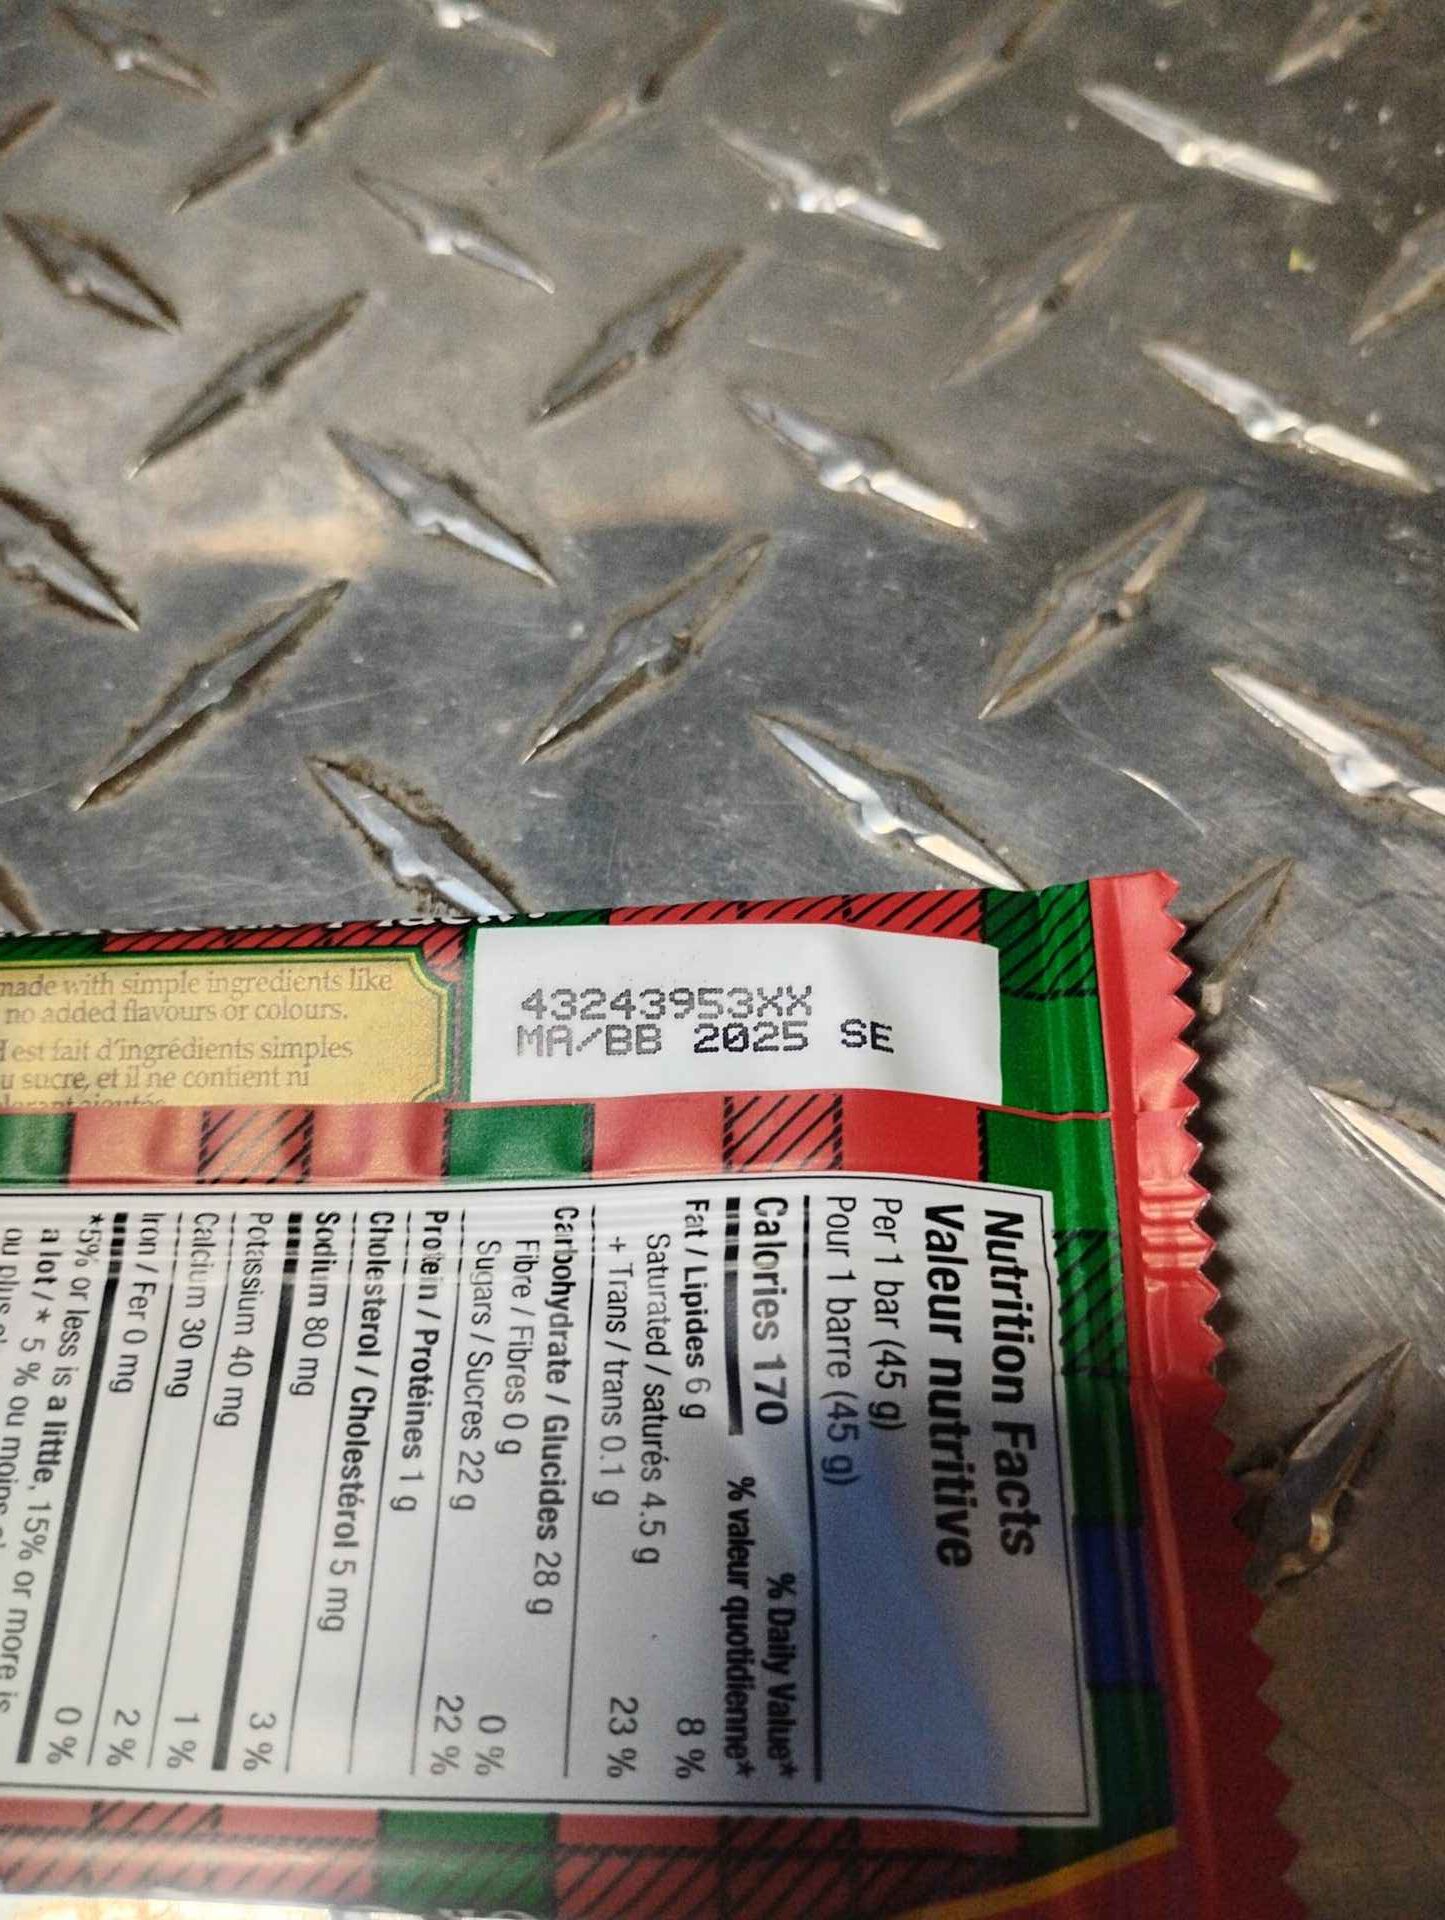 made with simple ingredients like
no added flavours or colours.
est fait d'ingrédients simples
u sucre, et il ne contient ni
43243953XX
MA/BB 2025 SE
Nutrition Facts
Valeur nutritive
Per 1 bar (45 g)
Pour 1 barre (45 g)
Calories 170 % Daily Value*
% valeur quotidienne*
Fat / Lipides 6 g 8 %
Saturated / saturés 4.5 g
+ Trans / trans 0.1 g 23 %
Carbohydrate / Glucides 28 g
Fibre / Fibres 0 g 0 %
Sugars / Sucres 22 g 22 %
Protein / Protéines 1 g
Cholesterol / Cholestérol 5 mg
Sodium 80 mg 3 %
Potassium 40 mg 1 %
Calcium 30 mg 2 %
Iron / Fer 0 mg 0 %
*5% or less is a little, 15% or more is
a lot / * 5 % ou moins
ou plus